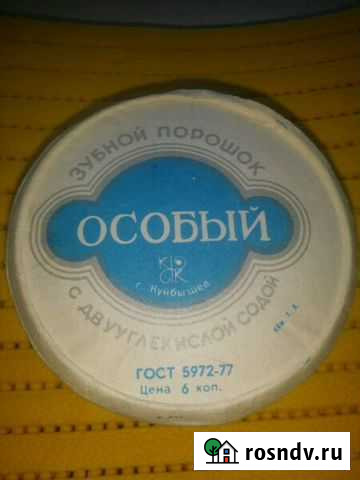 ЗУБНОЙ ПОРОШОК
ОСОБЫЙ
г. Куйбышев
С ДВУУГЛЕКИСЛОЙ СОДОЙ
ГОСТ 5972-77
Цена 6 коп.
rosndv.ru